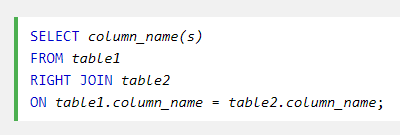 SELECT column_name(s)
FROM table1
RIGHT JOIN table2
ON table1.column_name = table2.column_name;